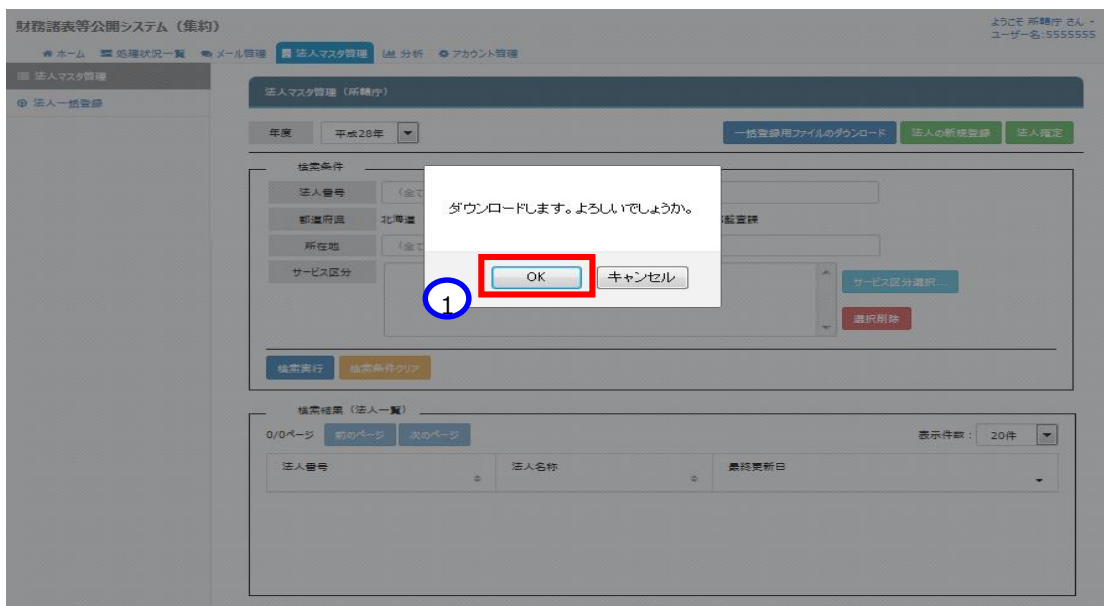 財務諸表等公開システム（集約）
ようこそ 所轄庁 さん
ユーザー名:5555555
ホーム 処理状況一覧 メール管理 法人マスタ管理 分析 アカウント管理
法人マスタ管理
法人一括登録
法人マスタ管理（所轄庁）
年度 平成28年 一括登録用ファイルのダウンロード 法人の新規登録 法人指定
検索条件
法人番号 （全て
都道府県 北海道 監査課
所在地 （全て
サービス区分 サービス区分選択...
選択削除
ダウンロードします。よろしいでしょうか。
OK キャンセル
1
検索実行 検索条件クリア
検索結果（法人一覧）
0/0ページ 前のページ 次のページ 表示件数： 20件
法人番号 法人名称 最終更新日